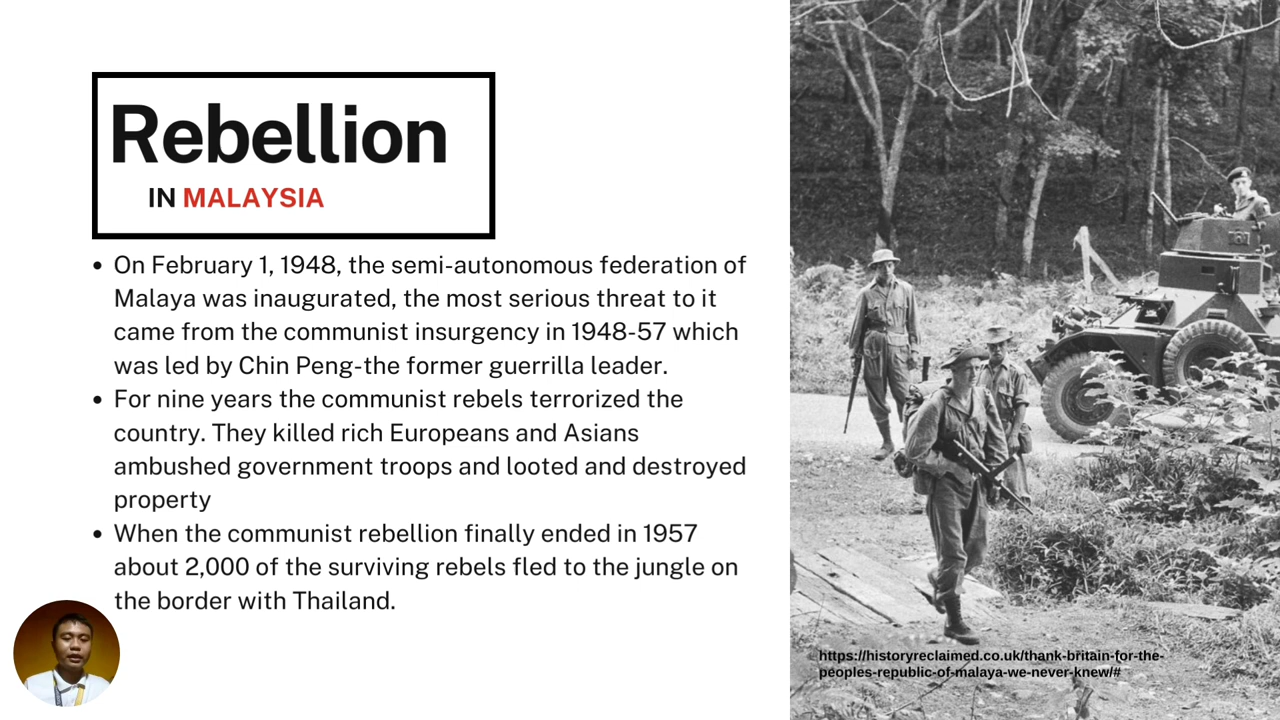 Rebellion
IN MALAYSIA
• On February 1, 1948, the semi-autonomous federation of
Malaya was inaugurated, the most serious threat to it
came from the communist insurgency in 1948-57 which
was led by Chin Peng-the former guerrilla leader.
• For nine years the communist rebels terrorized the
country. They killed rich Europeans and Asians
ambushed government troops and looted and destroyed
property
• When the communist rebellion finally ended in 1957
about 2,000 of the surviving rebels fled to the jungle on
the border with Thailand.
https://historyreclaimed.co.uk/thank-britain-for-the-
peoples-republic-of-malaya-we-never-knew/#